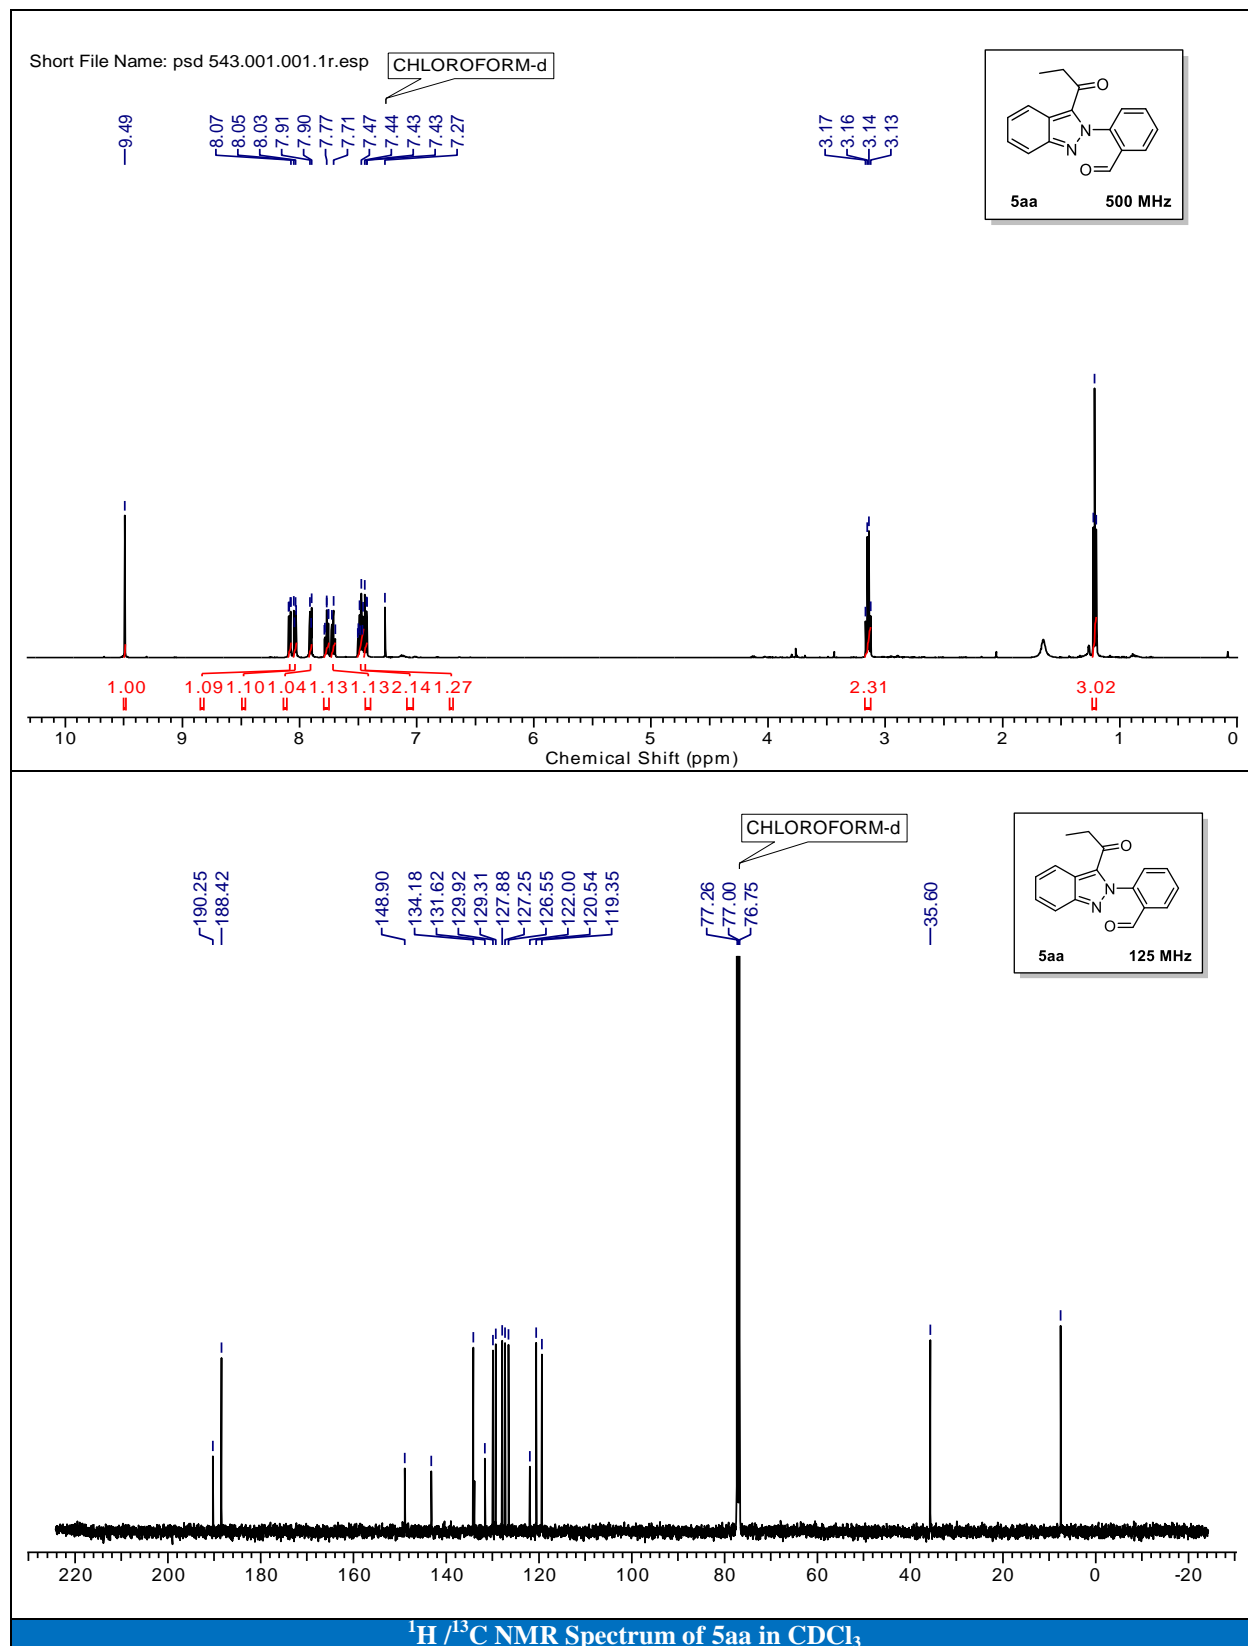 Short File Name: psd 543.001.001.1r.esp
CHLOROFORM-d
9.49
8.07
8.05
8.03
7.91
7.90
7.77
7.71
7.47
7.44
7.43
7.43
7.27
3.17
3.16
3.14
3.13
O
N
N
O
5aa 500 MHz
1.00 1.09 1.10 1.04 1.13 1.13 2.14 1.27 2.31 3.02
10 9 8 7 6 5 4 3 2 1 0
Chemical Shift (ppm)
CHLOROFORM-d
190.25
188.42
148.90
134.18
131.62
129.92
129.31
127.88
127.25
126.55
122.00
120.54
119.35
77.26
77.00
76.75
35.60
O
N
N
O
5aa 125 MHz
220 200 180 160 140 120 100 80 60 40 20 0 -20
¹H /¹³C NMR Spectrum of 5aa in CDCl₃